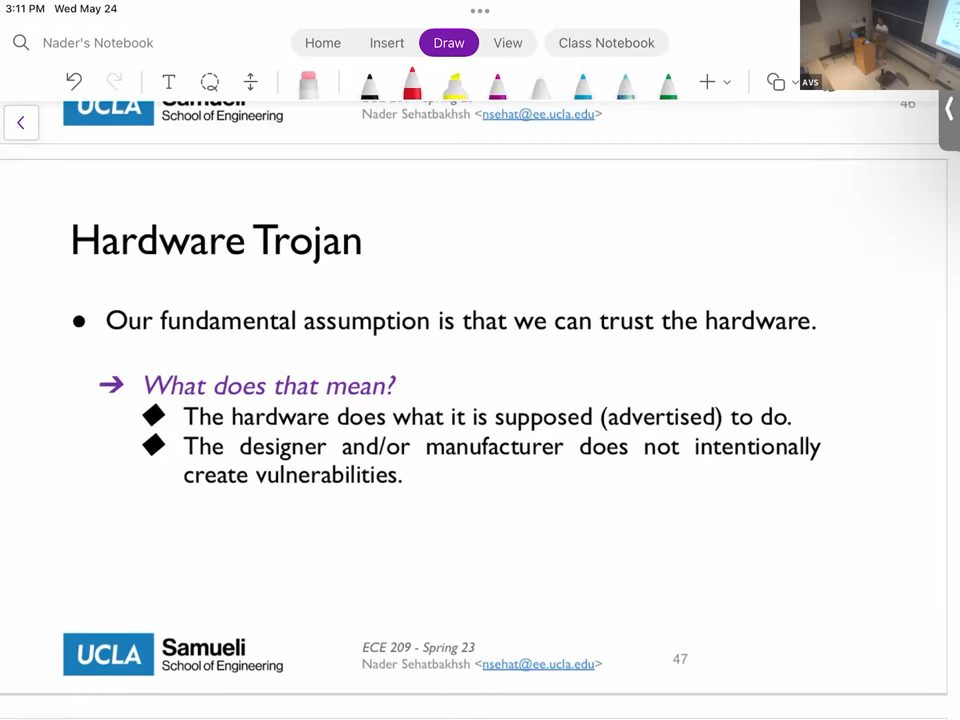 3:11 PM Wed May 24
Nader's Notebook
Home Insert Draw View Class Notebook
T
AVS
UCLA Samueli
School of Engineering
Nader Sehatbakhsh <nsehat@ee.ucla.edu>
46
Hardware Trojan
● Our fundamental assumption is that we can trust the hardware.
➔ What does that mean?
◆ The hardware does what it is supposed (advertised) to do.
◆ The designer and/or manufacturer does not intentionally
create vulnerabilities.
UCLA Samueli
School of Engineering
ECE 209 - Spring 23
Nader Sehatbakhsh <nsehat@ee.ucla.edu>
47